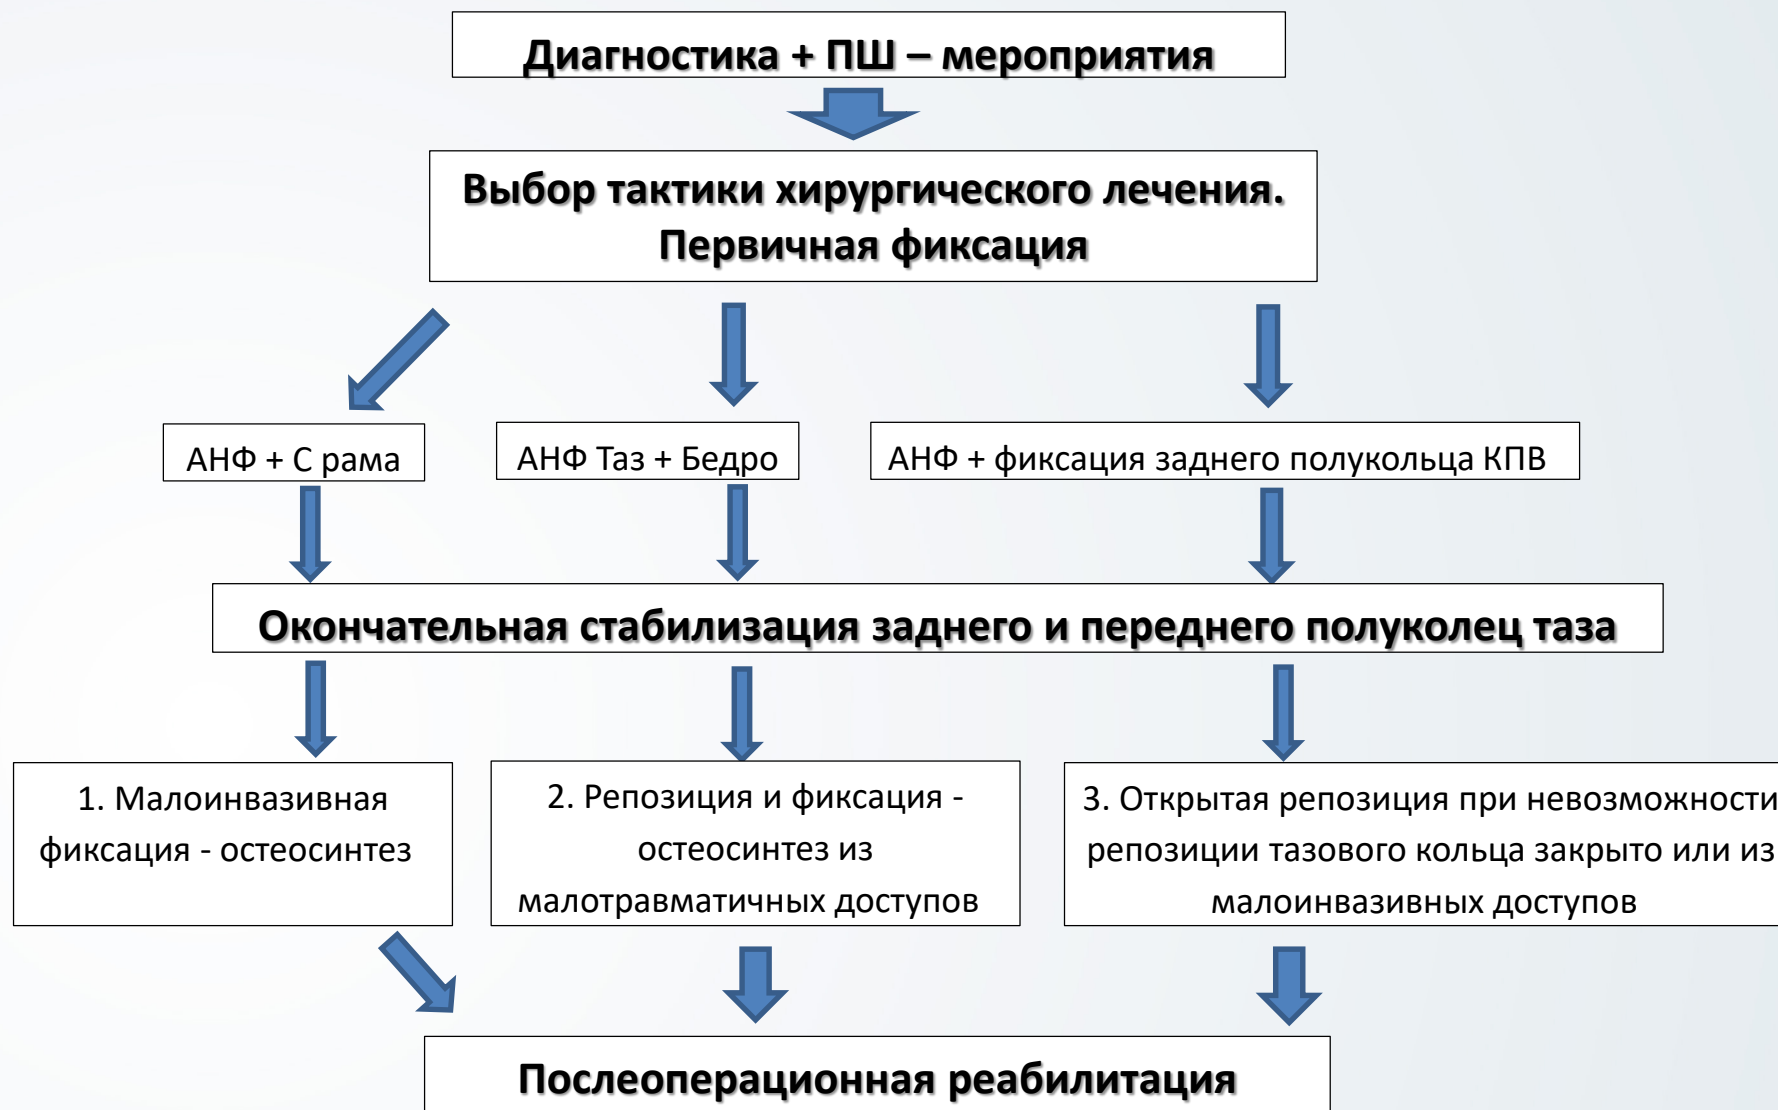 Диагностика + ПШ – мероприятия
Выбор тактики хирургического лечения.
Первичная фиксация
АНФ + С рама
АНФ Таз + Бедро
АНФ + фиксация заднего полукольца КПВ
Окончательная стабилизация заднего и переднего полуколец таза
1. Малоинвазивная
фиксация - остеосинтез
2. Репозиция и фиксация -
остеосинтез из
малотравматичных доступов
3. Открытая репозиция при невозможности
репозиции тазового кольца закрыто или из
малоинвазивных доступов
Послеоперационная реабилитация